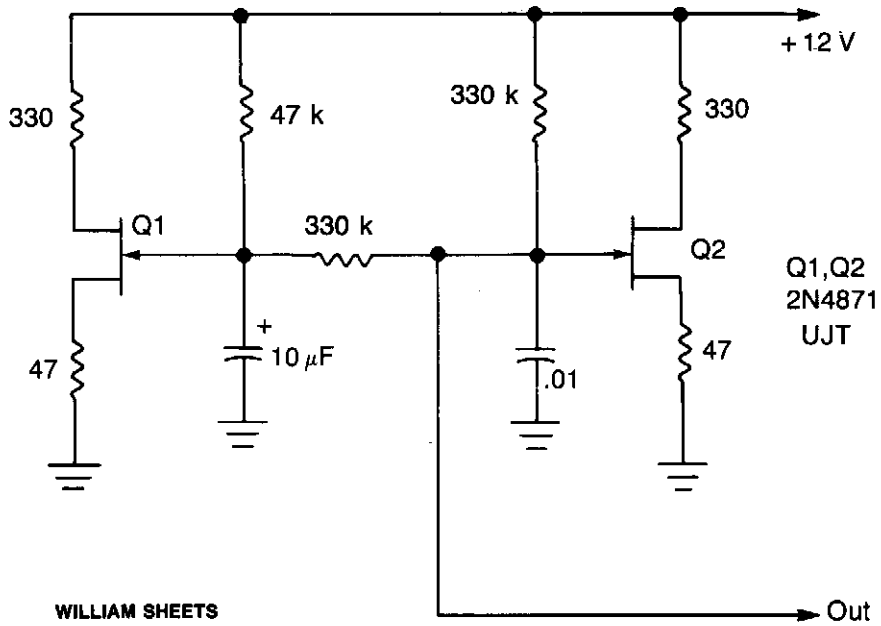 +12 V
330
47 k
330 k
330
Q1
330 k
Q2
Q1,Q2
2N4871
UJT
47
+
10 μF
.01
47
WILLIAM SHEETS
Out